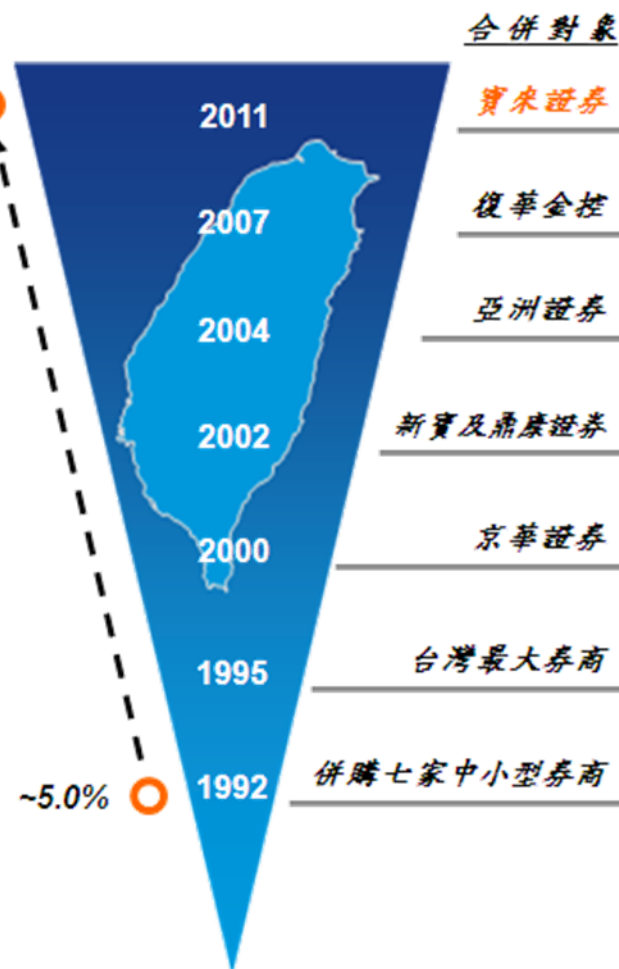 合併對象
2011 寶來證券
2007 復華金控
2004 亞洲證券
2002 新寶及鼎康證券
2000 京華證券
1995 台灣最大券商
1992 併購七家中小型券商
~5.0%